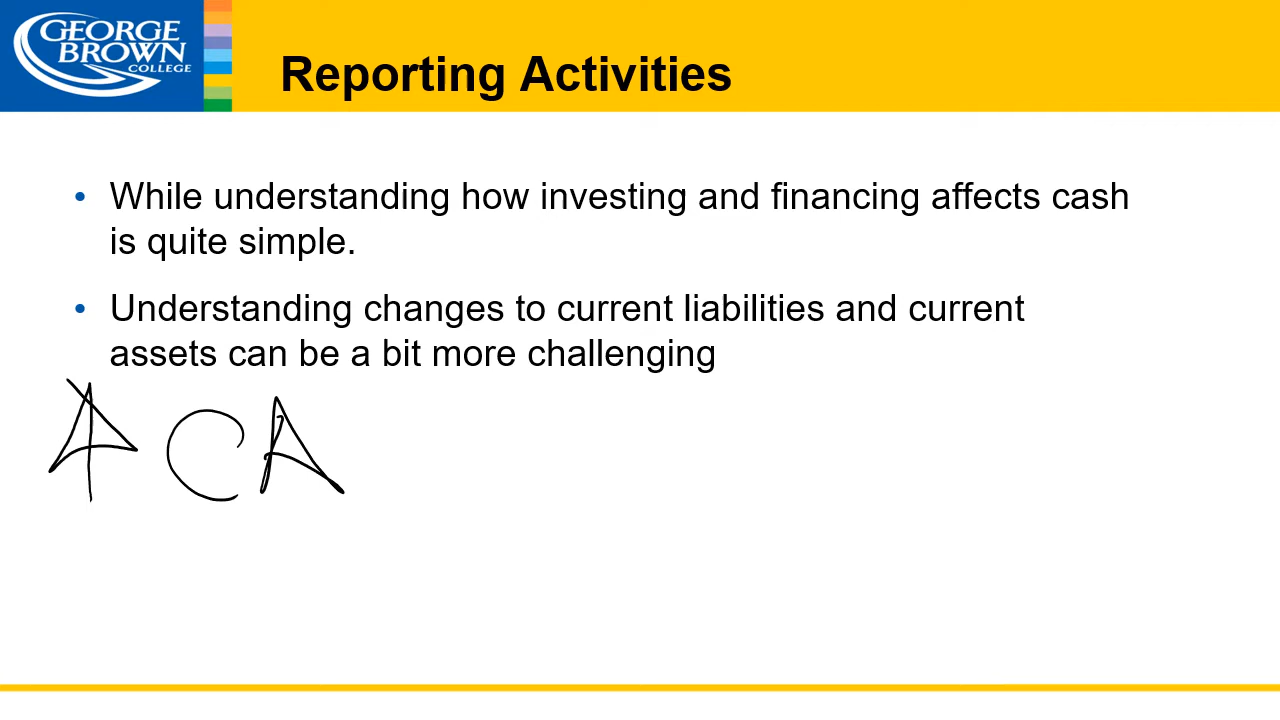 GEORGE
BROWN
COLLEGE
Reporting Activities
• While understanding how investing and financing affects cash
is quite simple.
• Understanding changes to current liabilities and current
assets can be a bit more challenging
↑ CA